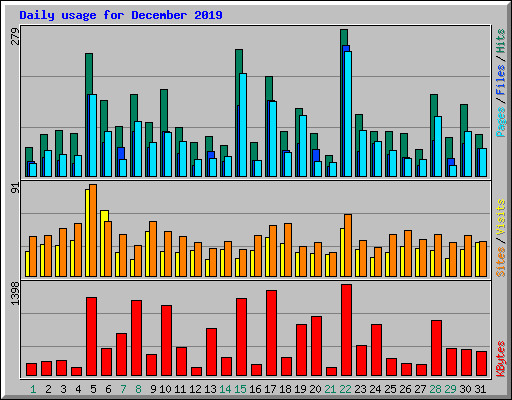 Daily usage for December 2019
279
Pages / Files / Hits
91
Sites / Visits
1398
KBytes
1 2 3 4 5 6 7 8 9 10 11 12 13 14 15 16 17 18 19 20 21 22 23 24 25 26 27 28 29 30 31